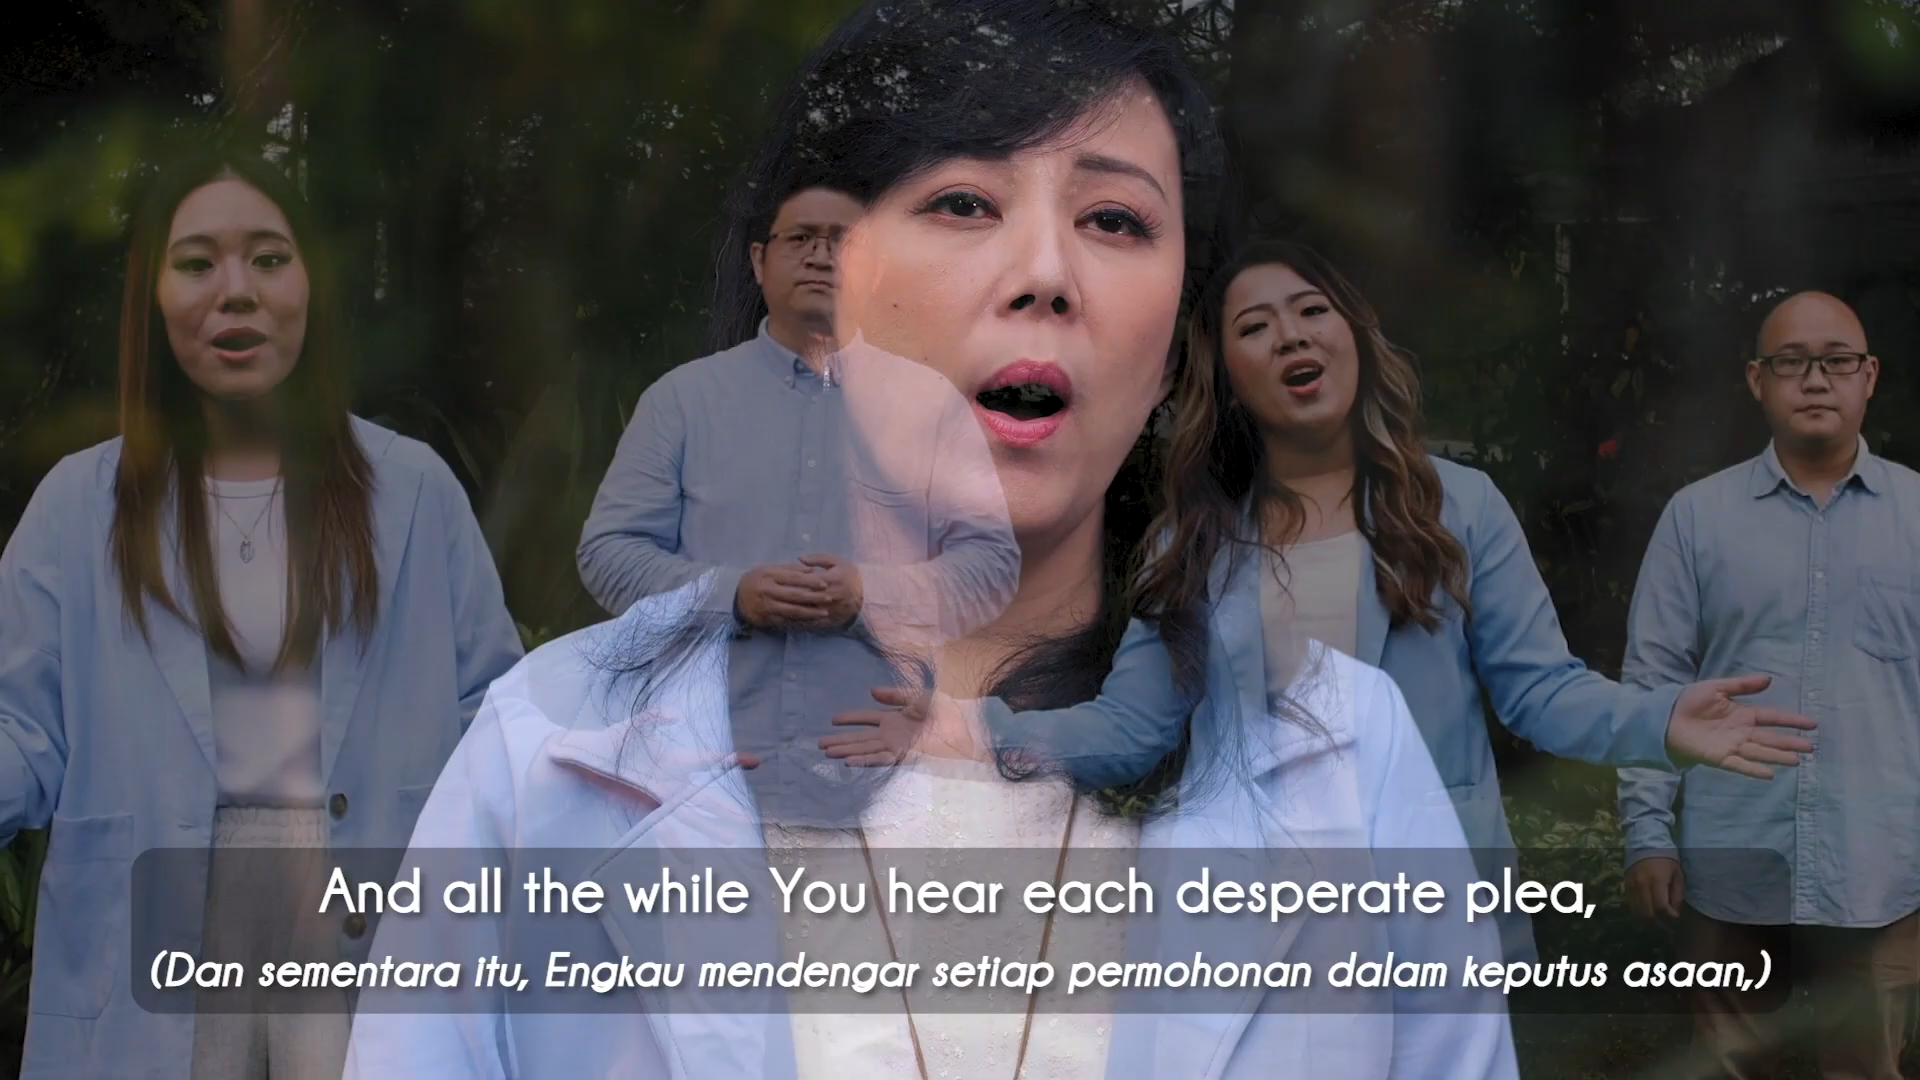 And all the while You hear each desperate plea,
(Dan sementara itu, Engkau mendengar setiap permohonan dalam keputus asaan,)